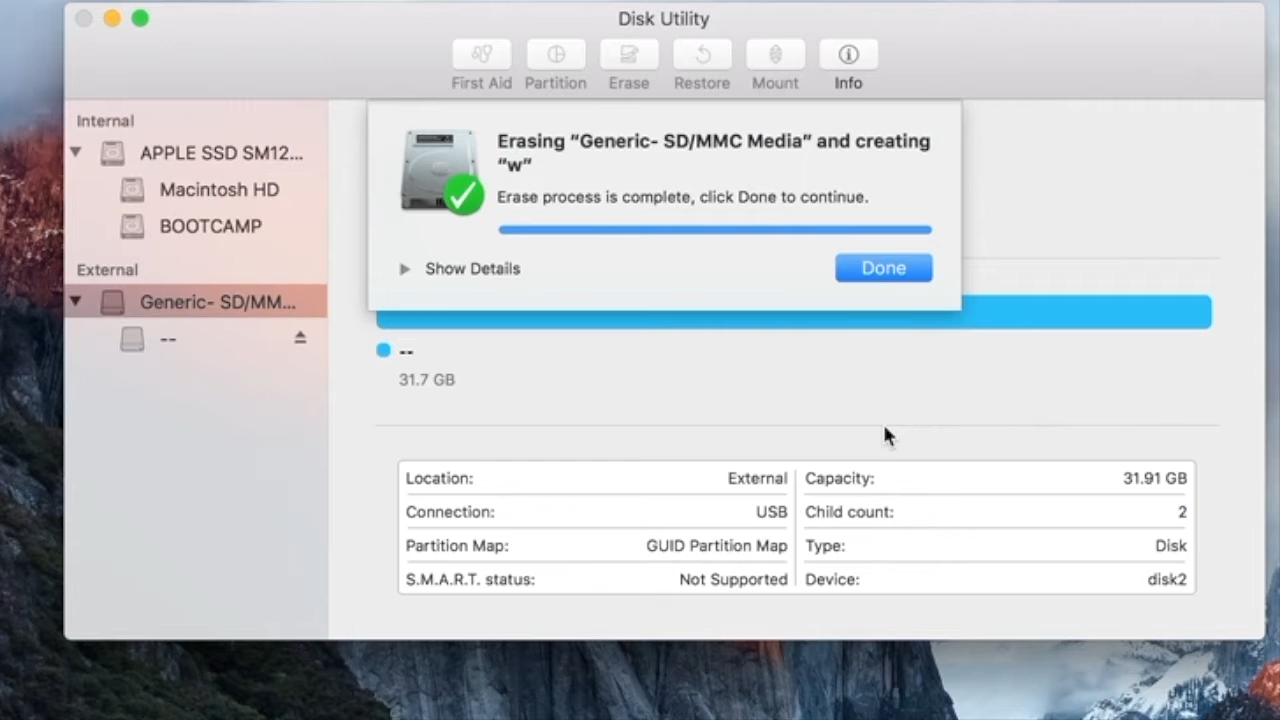 Disk Utility
First Aid Partition Erase Restore Mount Info
Internal
APPLE SSD SM12...
Macintosh HD
BOOTCAMP
External
Generic- SD/MM...
--
Erasing “Generic- SD/MMC Media” and creating
“w”
Erase process is complete, click Done to continue.
Show Details
Done
--
31.7 GB
Location: External
Capacity: 31.91 GB
Connection: USB
Child count: 2
Partition Map: GUID Partition Map
Type: Disk
S.M.A.R.T. status: Not Supported
Device: disk2